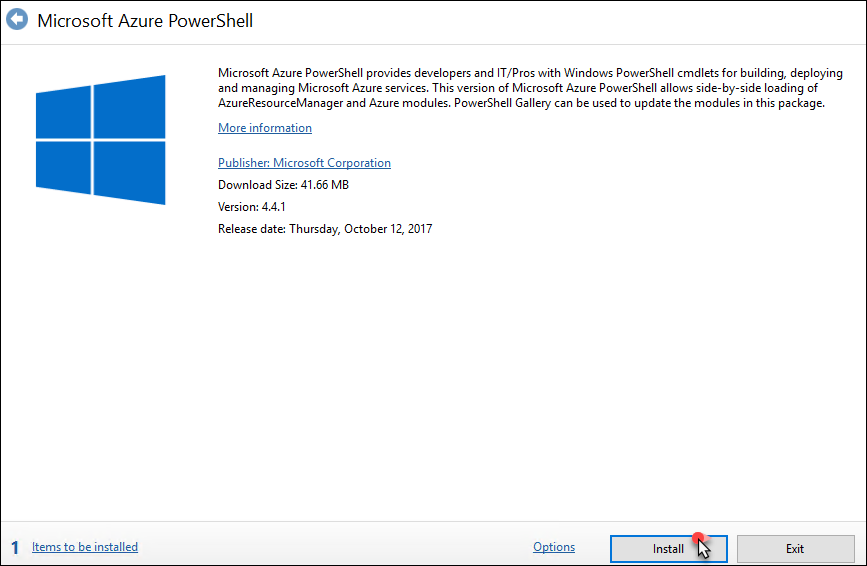 Microsoft Azure PowerShell
Microsoft Azure PowerShell provides developers and IT/Pros with Windows PowerShell cmdlets for building, deploying
and managing Microsoft Azure services. This version of Microsoft Azure PowerShell allows side-by-side loading of
AzureResourceManager and Azure modules. PowerShell Gallery can be used to update the modules in this package.
More information
Publisher: Microsoft Corporation
Download Size: 41.66 MB
Version: 4.4.1
Release date: Thursday, October 12, 2017
1 Items to be installed Options Install Exit